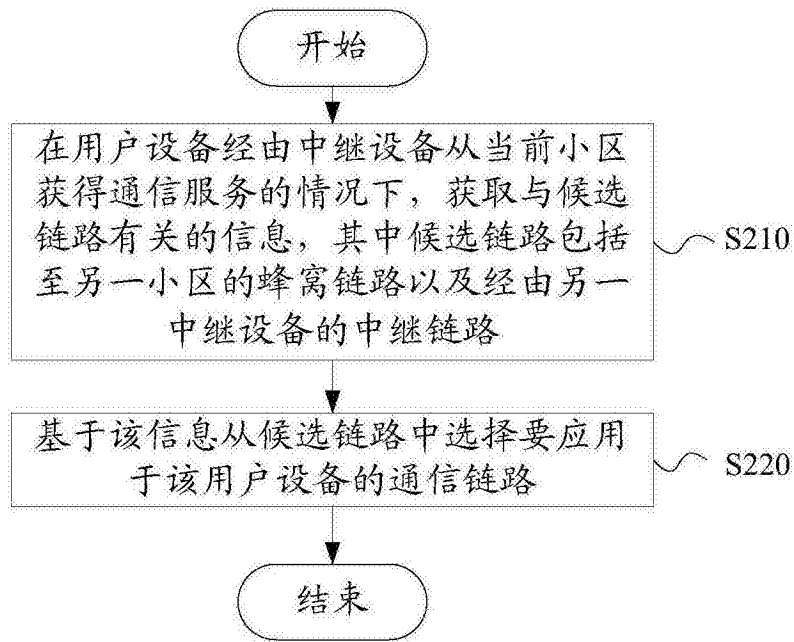 开始
在用户设备经由中继设备从当前小区
获得通信服务的情况下，获取与候选
链路有关的信息，其中候选链路包括
至另一小区的蜂窝链路以及经由另一
中继设备的中继链路
S210
基于该信息从候选链路中选择要应用
于该用户设备的通信链路
S220
结束